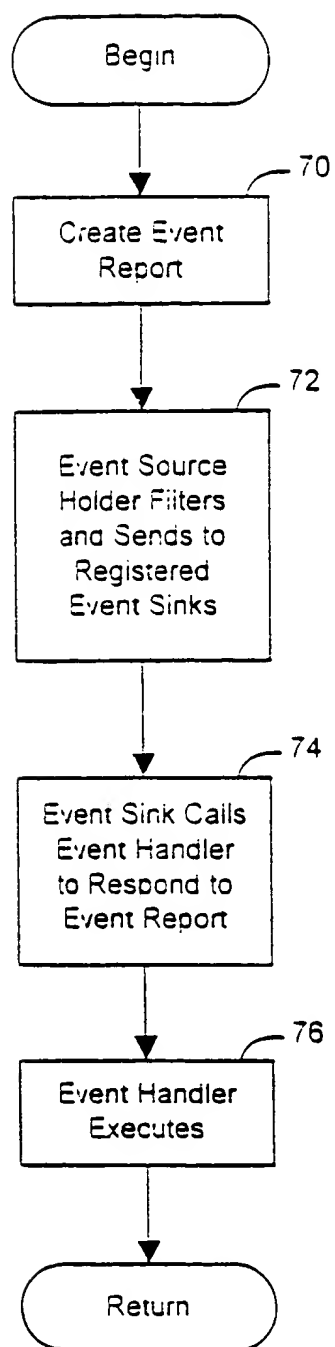 Begin
70
Create Event
Report
72
Event Source
Holder Filters
and Sends to
Registered
Event Sinks
74
Event Sink Calls
Event Handler
to Respond to
Event Report
76
Event Handler
Executes
Return